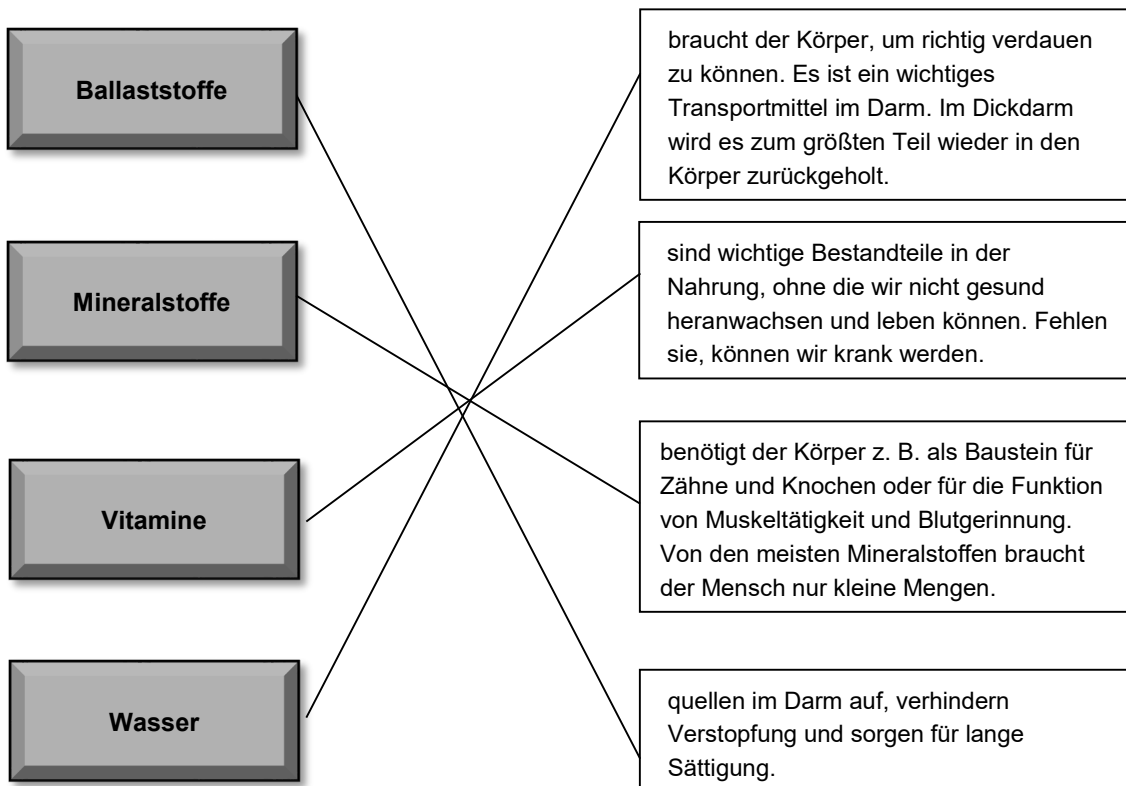 Ballaststoffe
Mineralstoffe
Vitamine
Wasser
braucht der Körper, um richtig verdauen
zu können. Es ist ein wichtiges
Transportmittel im Darm. Im Dickdarm
wird es zum größten Teil wieder in den
Körper zurückgeholt.
sind wichtige Bestandteile in der
Nahrung, ohne die wir nicht gesund
heranwachsen und leben können. Fehlen
sie, können wir krank werden.
benötigt der Körper z. B. als Baustein für
Zähne und Knochen oder für die Funktion
von Muskeltätigkeit und Blutgerinnung.
Von den meisten Mineralstoffen braucht
der Mensch nur kleine Mengen.
quellen im Darm auf, verhindern
Verstopfung und sorgen für lange
Sättigung.